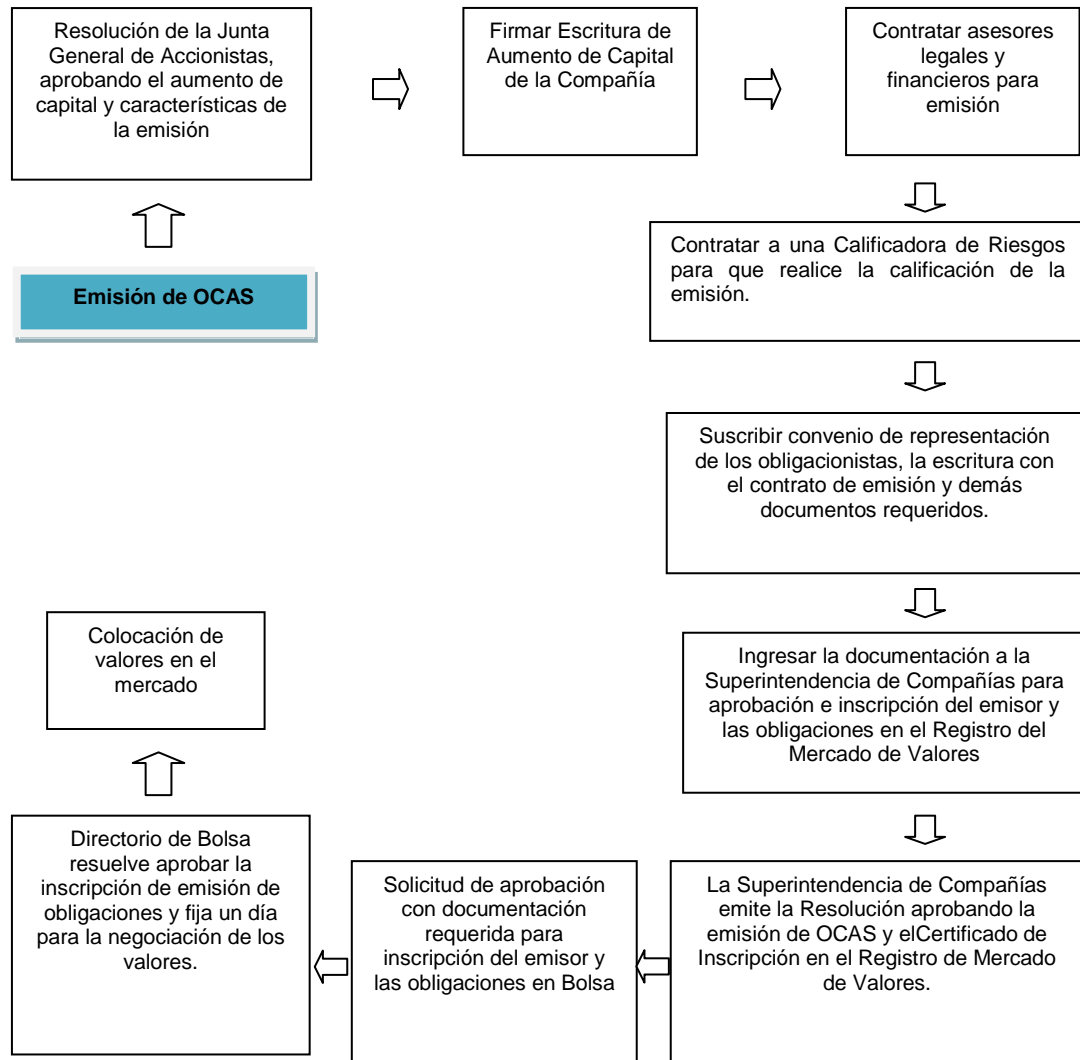 Resolución de la Junta
General de Accionistas,
aprobando el aumento de
capital y características de
la emisión
Firmar Escritura de
Aumento de Capital
de la Compañía
Contratar asesores
legales y
financieros para
emisión
Emisión de OCAS
Contratar a una Calificadora de Riesgos
para que realice la calificación de la
emisión.
Suscribir convenio de representación
de los obligacionistas, la escritura con
el contrato de emisión y demás
documentos requeridos.
Ingresar la documentación a la
Superintendencia de Compañías para
aprobación e inscripción del emisor y
las obligaciones en el Registro del
Mercado de Valores
La Superintendencia de Compañías
emite la Resolución aprobando la
emisión de OCAS y elCertificado de
Inscripción en el Registro de Mercado
de Valores.
Solicitud de aprobación
con documentación
requerida para
inscripción del emisor y
las obligaciones en Bolsa
Directorio de Bolsa
resuelve aprobar la
inscripción de emisión de
obligaciones y fija un día
para la negociación de los
valores.
Colocación de
valores en el
mercado